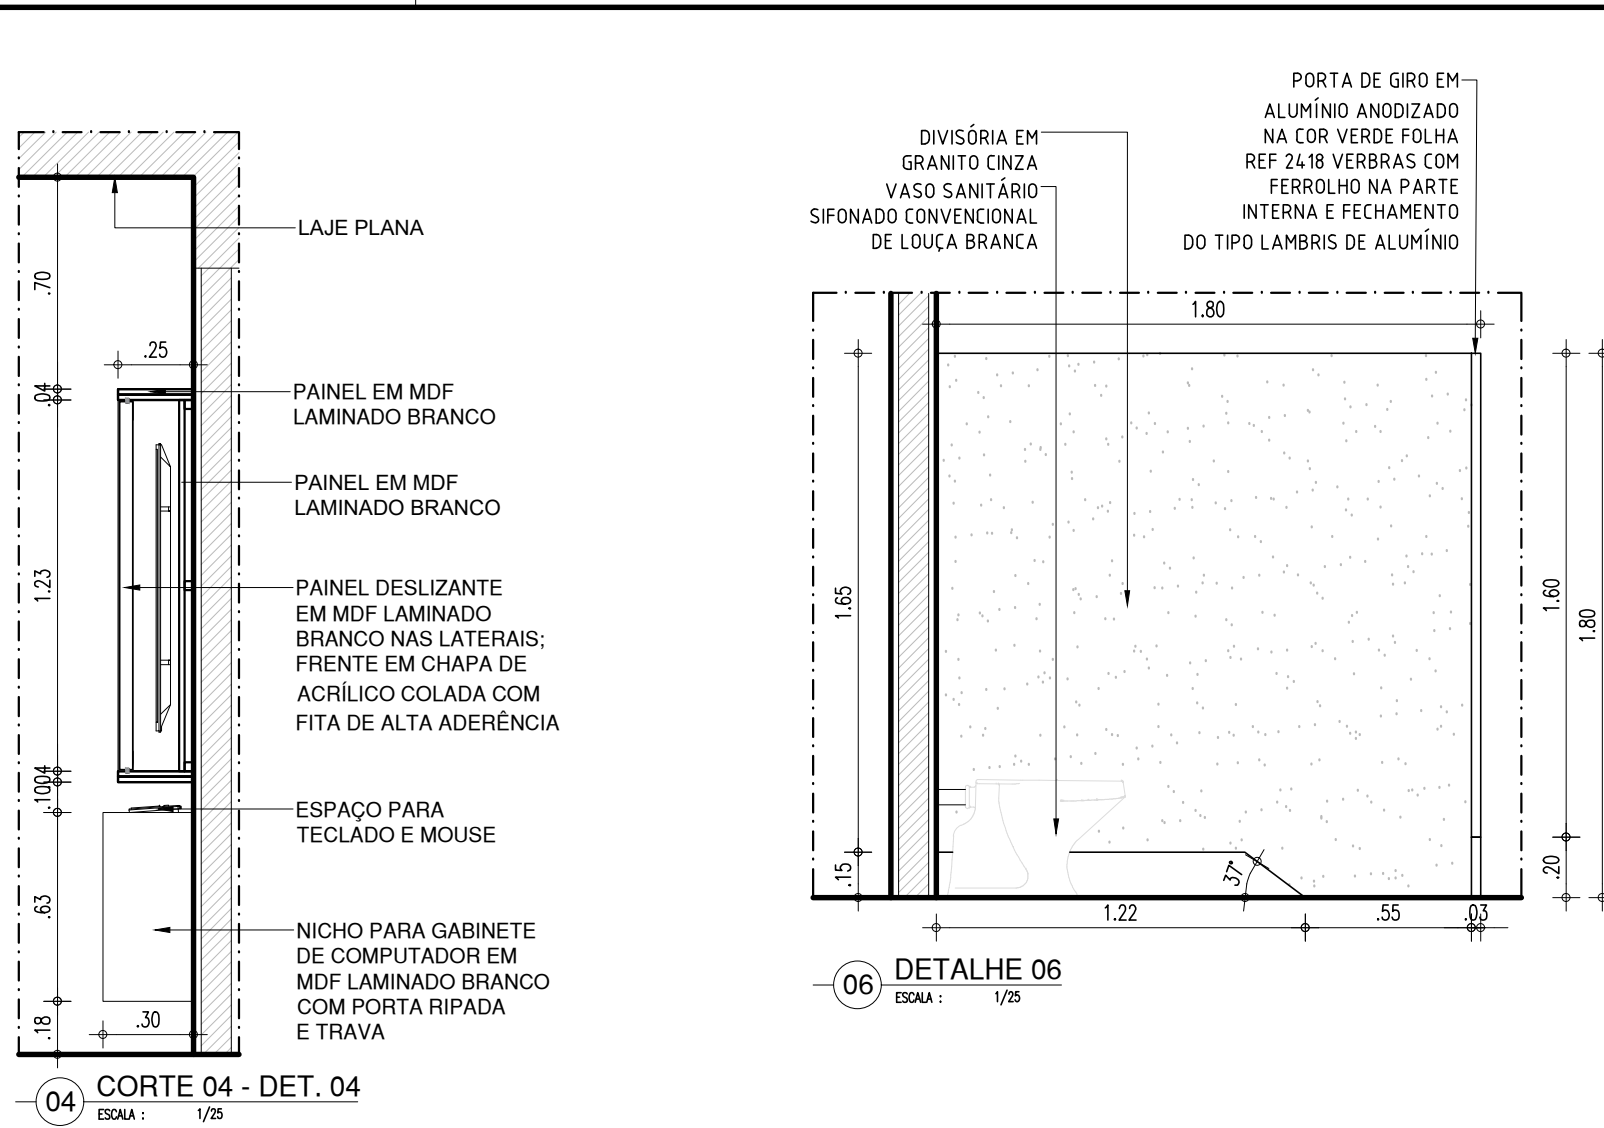 LAJE PLANA
.70
.25
.04
PAINEL EM MDF
LAMINADO BRANCO
PAINEL EM MDF
LAMINADO BRANCO
1.23
PAINEL DESLIZANTE
EM MDF LAMINADO
BRANCO NAS LATERAIS;
FRENTE EM CHAPA DE
ACRÍLICO COLADA COM
FITA DE ALTA ADERÊNCIA
.04
.10
ESPAÇO PARA
TECLADO E MOUSE
.63
NICHO PARA GABINETE
DE COMPUTADOR EM
MDF LAMINADO BRANCO
COM PORTA RIPADA
E TRAVA
.18
.30
04
CORTE 04 - DET. 04
ESCALA : 1/25
DIVISÓRIA EM
GRANITO CINZA
VASO SANITÁRIO
SIFONADO CONVENCIONAL
DE LOUÇA BRANCA
PORTA DE GIRO EM
ALUMÍNIO ANODIZADO
NA COR VERDE FOLHA
REF 2418 VERBRAS COM
FERROLHO NA PARTE
INTERNA E FECHAMENTO
DO TIPO LAMBRIS DE ALUMÍNIO
1.80
1.65
1.60
1.80
.15
37°
.20
1.22
.55
.03
06
DETALHE 06
ESCALA : 1/25